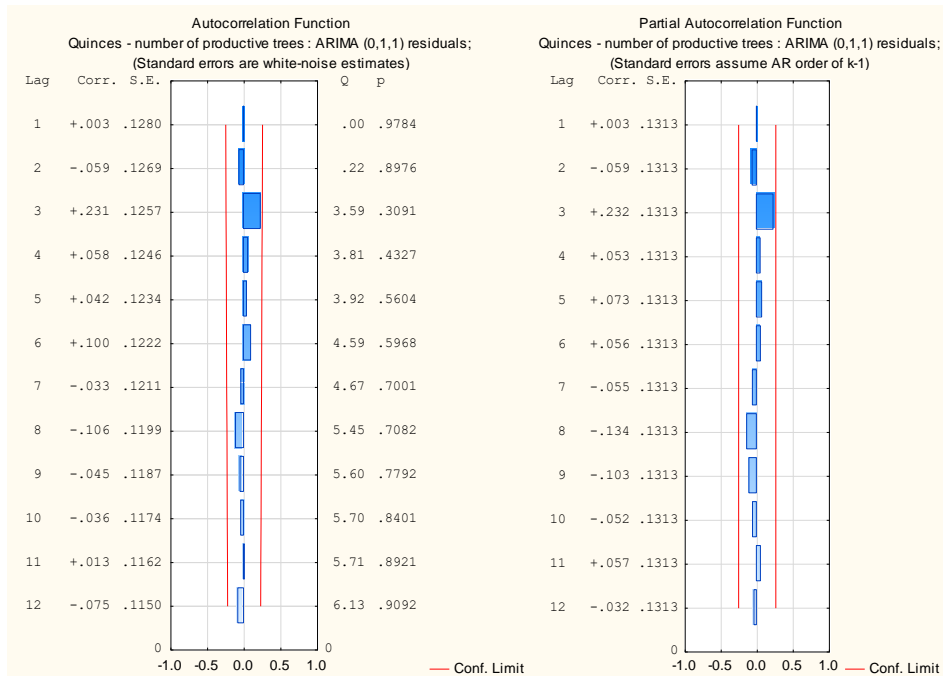 Autocorrelation Function
Quinces - number of productive trees : ARIMA (0,1,1) residuals;
(Standard errors are white-noise estimates)
Lag Corr. S.E. Q p
1 +.003 .1280 .00 .9784
2 -.059 .1269 .22 .8976
3 +.231 .1257 3.59 .3091
4 +.058 .1246 3.81 .4327
5 +.042 .1234 3.92 .5604
6 +.100 .1222 4.59 .5968
7 -.033 .1211 4.67 .7001
8 -.106 .1199 5.45 .7082
9 -.045 .1187 5.60 .7792
10 -.036 .1174 5.70 .8401
11 +.013 .1162 5.71 .8921
12 -.075 .1150 6.13 .9092
0 0
-1.0 -0.5 0.0 0.5 1.0
Conf. Limit
Partial Autocorrelation Function
Quinces - number of productive trees : ARIMA (0,1,1) residuals;
(Standard errors assume AR order of k-1)
Lag Corr. S.E.
1 +.003 .1313
2 -.059 .1313
3 +.232 .1313
4 +.053 .1313
5 +.073 .1313
6 +.056 .1313
7 -.055 .1313
8 -.134 .1313
9 -.103 .1313
10 -.052 .1313
11 +.057 .1313
12 -.032 .1313
0
-1.0 -0.5 0.0 0.5 1.0
Conf. Limit